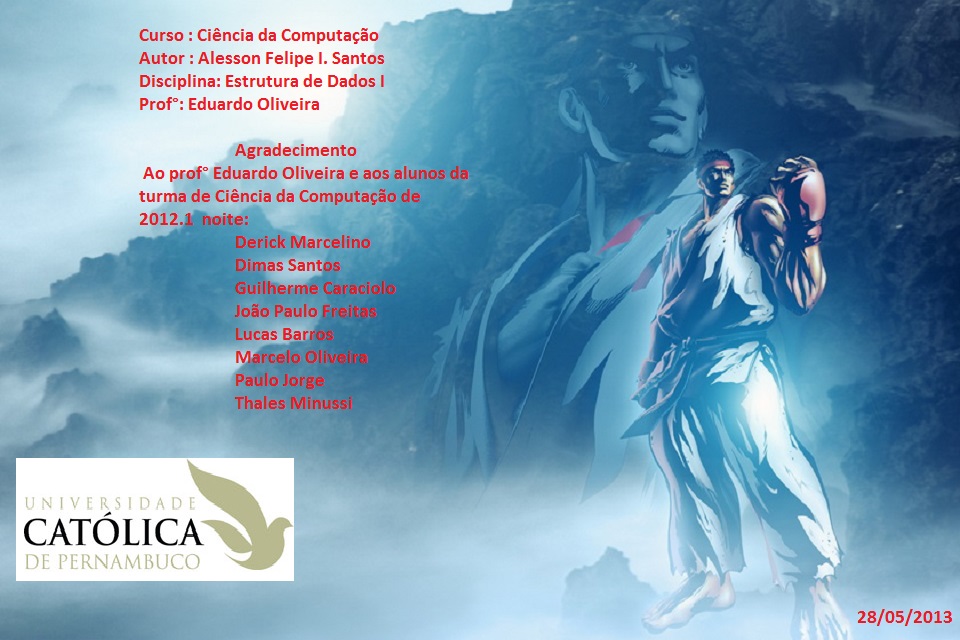 Curso : Ciência da Computação
Autor : Alesson Felipe I. Santos
Disciplina: Estrutura de Dados I
Prof°: Eduardo Oliveira
Agradecimento
Ao prof° Eduardo Oliveira e aos alunos da
turma de Ciência da Computação de
2012.1 noite:
Derick Marcelino
Dimas Santos
Guilherme Caraciolo
João Paulo Freitas
Lucas Barros
Marcelo Oliveira
Paulo Jorge
Thales Minussi
UNIVERSIDADE
CATÓLICA
DE PERNAMBUCO
28/05/2013